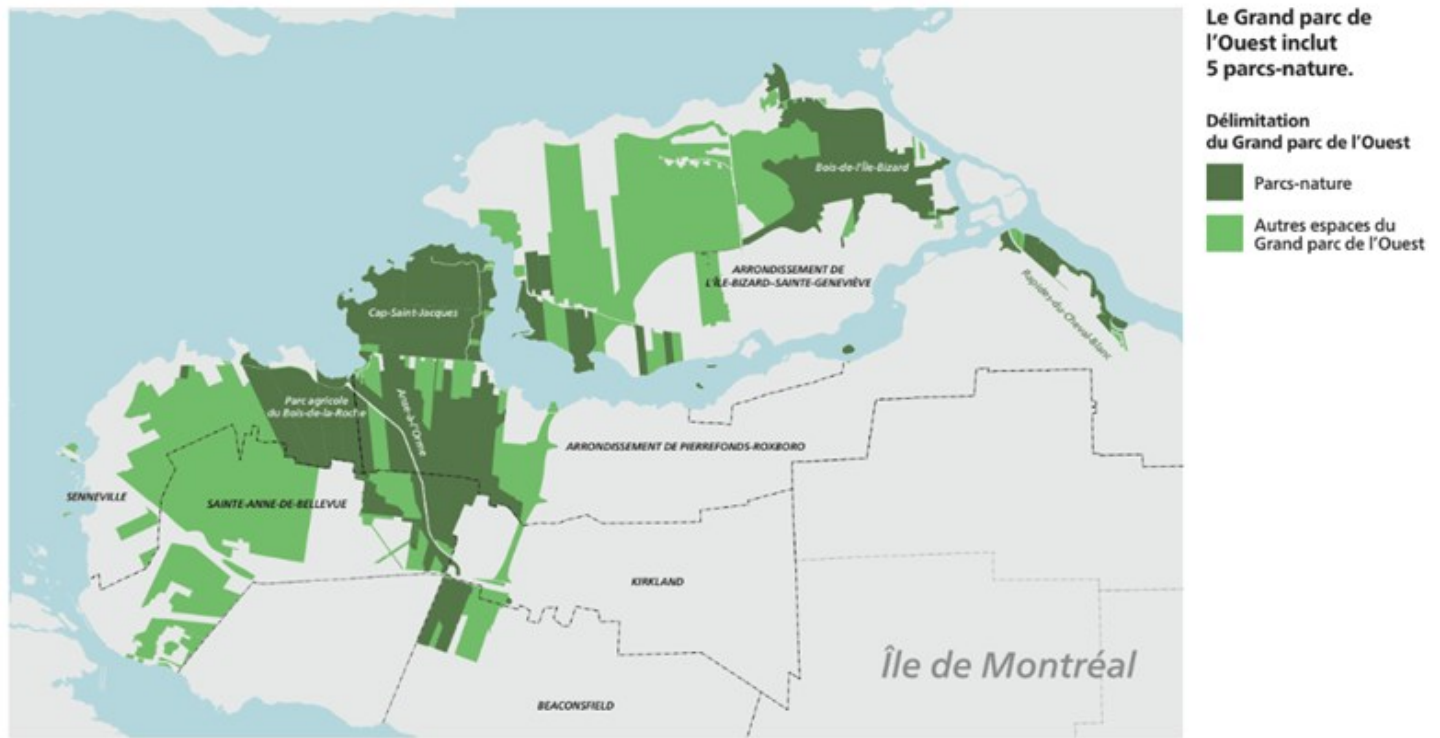 Le Grand parc de
l'Ouest inclut
5 parcs-nature.
Délimitation
du Grand parc de l'Ouest
Parcs-nature
Autres espaces du
Grand parc de l'Ouest
Bois-de-l'Île-Bizard
ARRONDISSEMENT DE
L'ÎLE-BIZARD–SAINTE-GENEVIÈVE
Rapides-du-Cheval-Blanc
Cap-Saint-Jacques
Parc agricole
du Bois-de-la-Roche
Anse-à-l'Orme
ARRONDISSEMENT DE PIERREFONDS-ROXBORO
SENNEVILLE
SAINTE-ANNE-DE-BELLEVUE
KIRKLAND
Île de Montréal
BEACONSFIELD